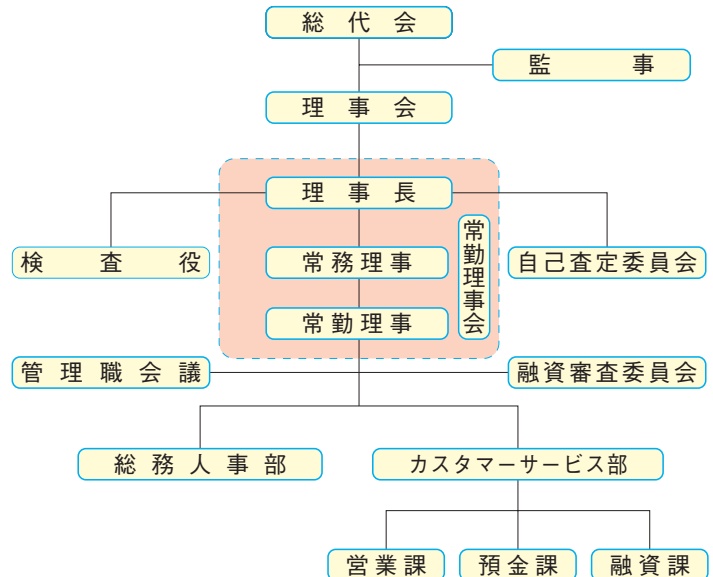 総代会
監事
理事会
理事長
常勤理事会
検査役
常務理事
自己査定委員会
常勤理事
管理職会議
融資審査委員会
総務人事部
カスタマーサービス部
営業課
預金課
融資課